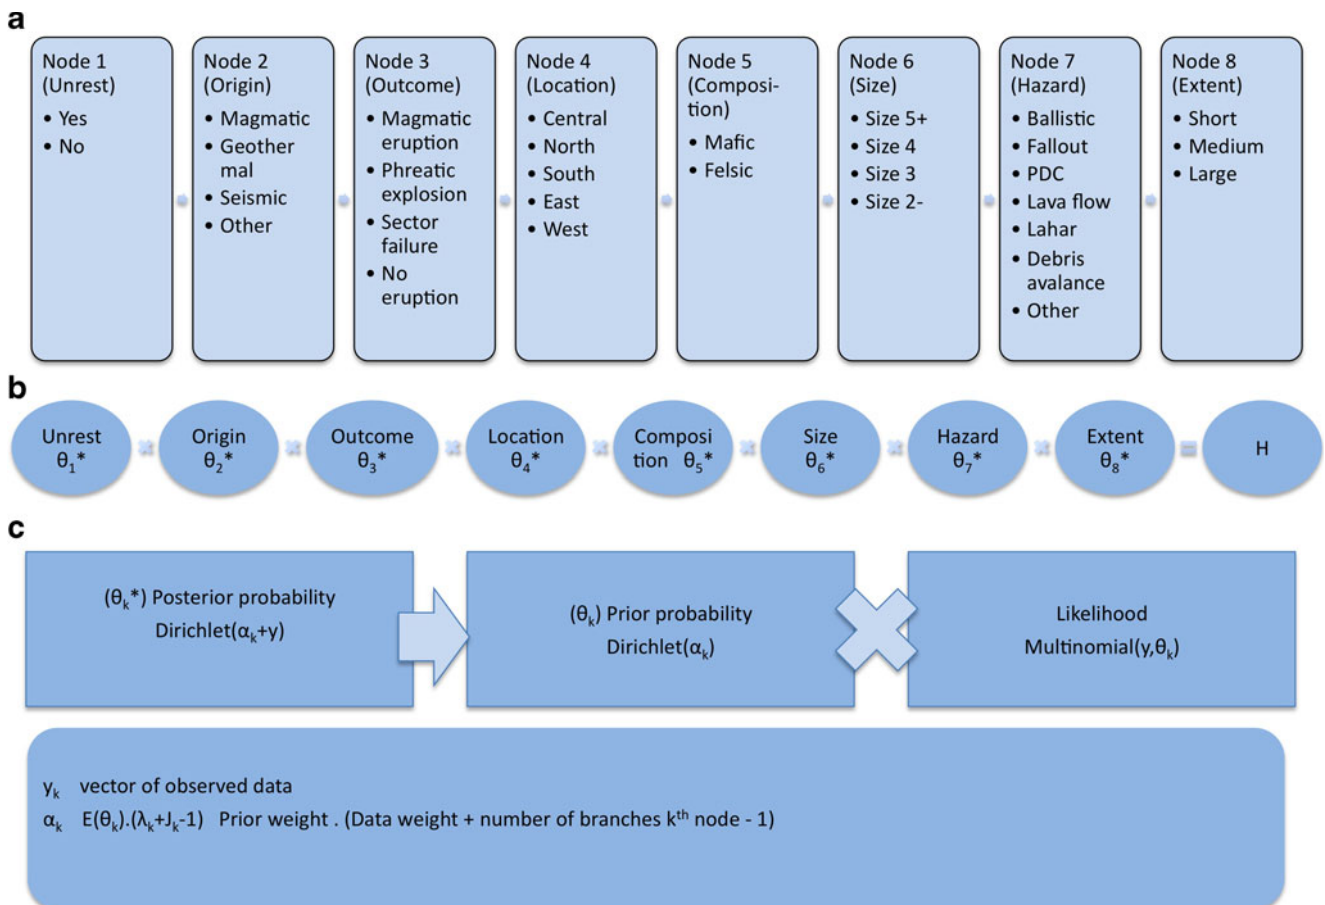 a
Node 1
(Unrest)
• Yes
• No
Node 2
(Origin)
• Magmatic
• Geother
mal
• Seismic
• Other
Node 3
(Outcome)
• Magmatic
eruption
• Phreatic
explosion
• Sector
failure
• No
eruption
Node 4
(Location)
• Central
• North
• South
• East
• West
Node 5
(Composi-
tion)
• Mafic
• Felsic
Node 6
(Size)
• Size 5+
• Size 4
• Size 3
• Size 2-
Node 7
(Hazard)
• Ballistic
• Fallout
• PDC
• Lava flow
• Lahar
• Debris
avalance
• Other
Node 8
(Extent)
• Short
• Medium
• Large
b
Unrest
θ₁*
Origin
θ₂*
Outcome
θ₃*
Location
θ₄*
Composi
tion θ₅*
Size
θ₆*
Hazard
θ₇*
Extent
θ₈*
H
c
(θₖ*) Posterior probability
Dirichlet(αₖ+y)
(θₖ) Prior probability
Dirichlet(αₖ)
Likelihood
Multinomial(y,θₖ)
yₖ vector of observed data
αₖ E(θₖ).(λₖ+Jₖ-1) Prior weight . (Data weight + number of branches kᵗʰ node - 1)